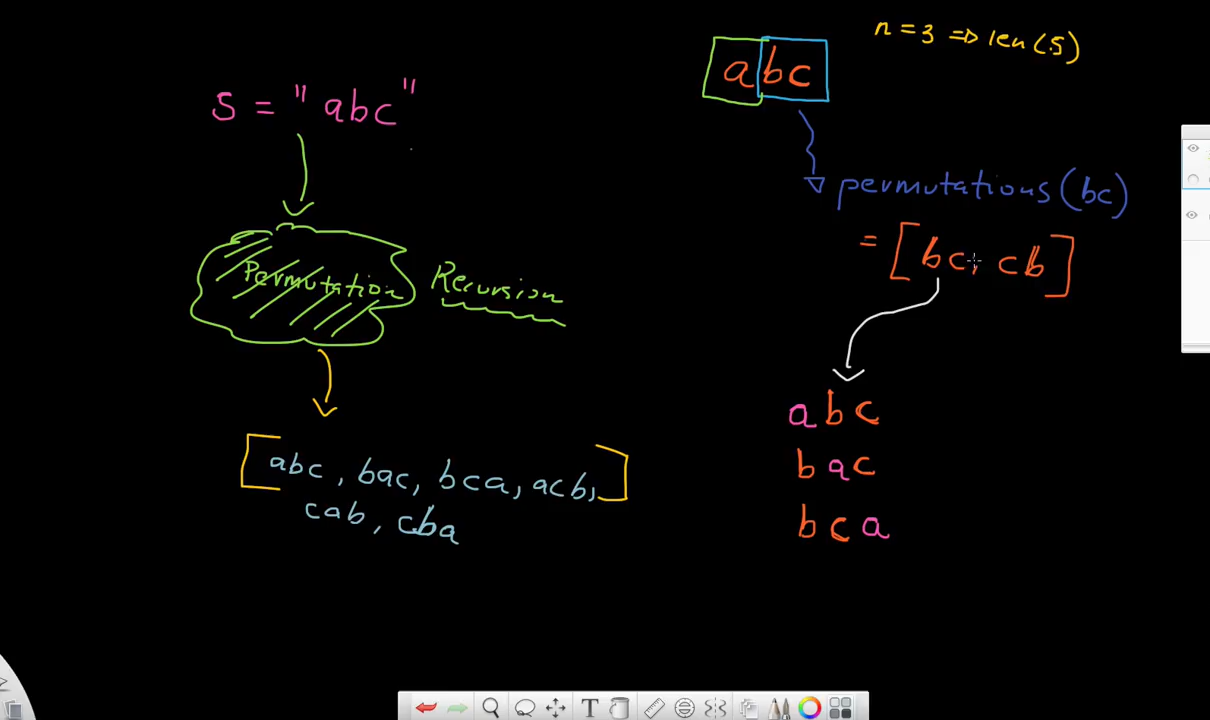 n = 3 => len(s)
abc
s = "abc"
permutations(bc)
= [bc, cb]
Permutation
Recursion
abc
bac
bca
[abc, bac, bca, acb,]
cab, cba
T